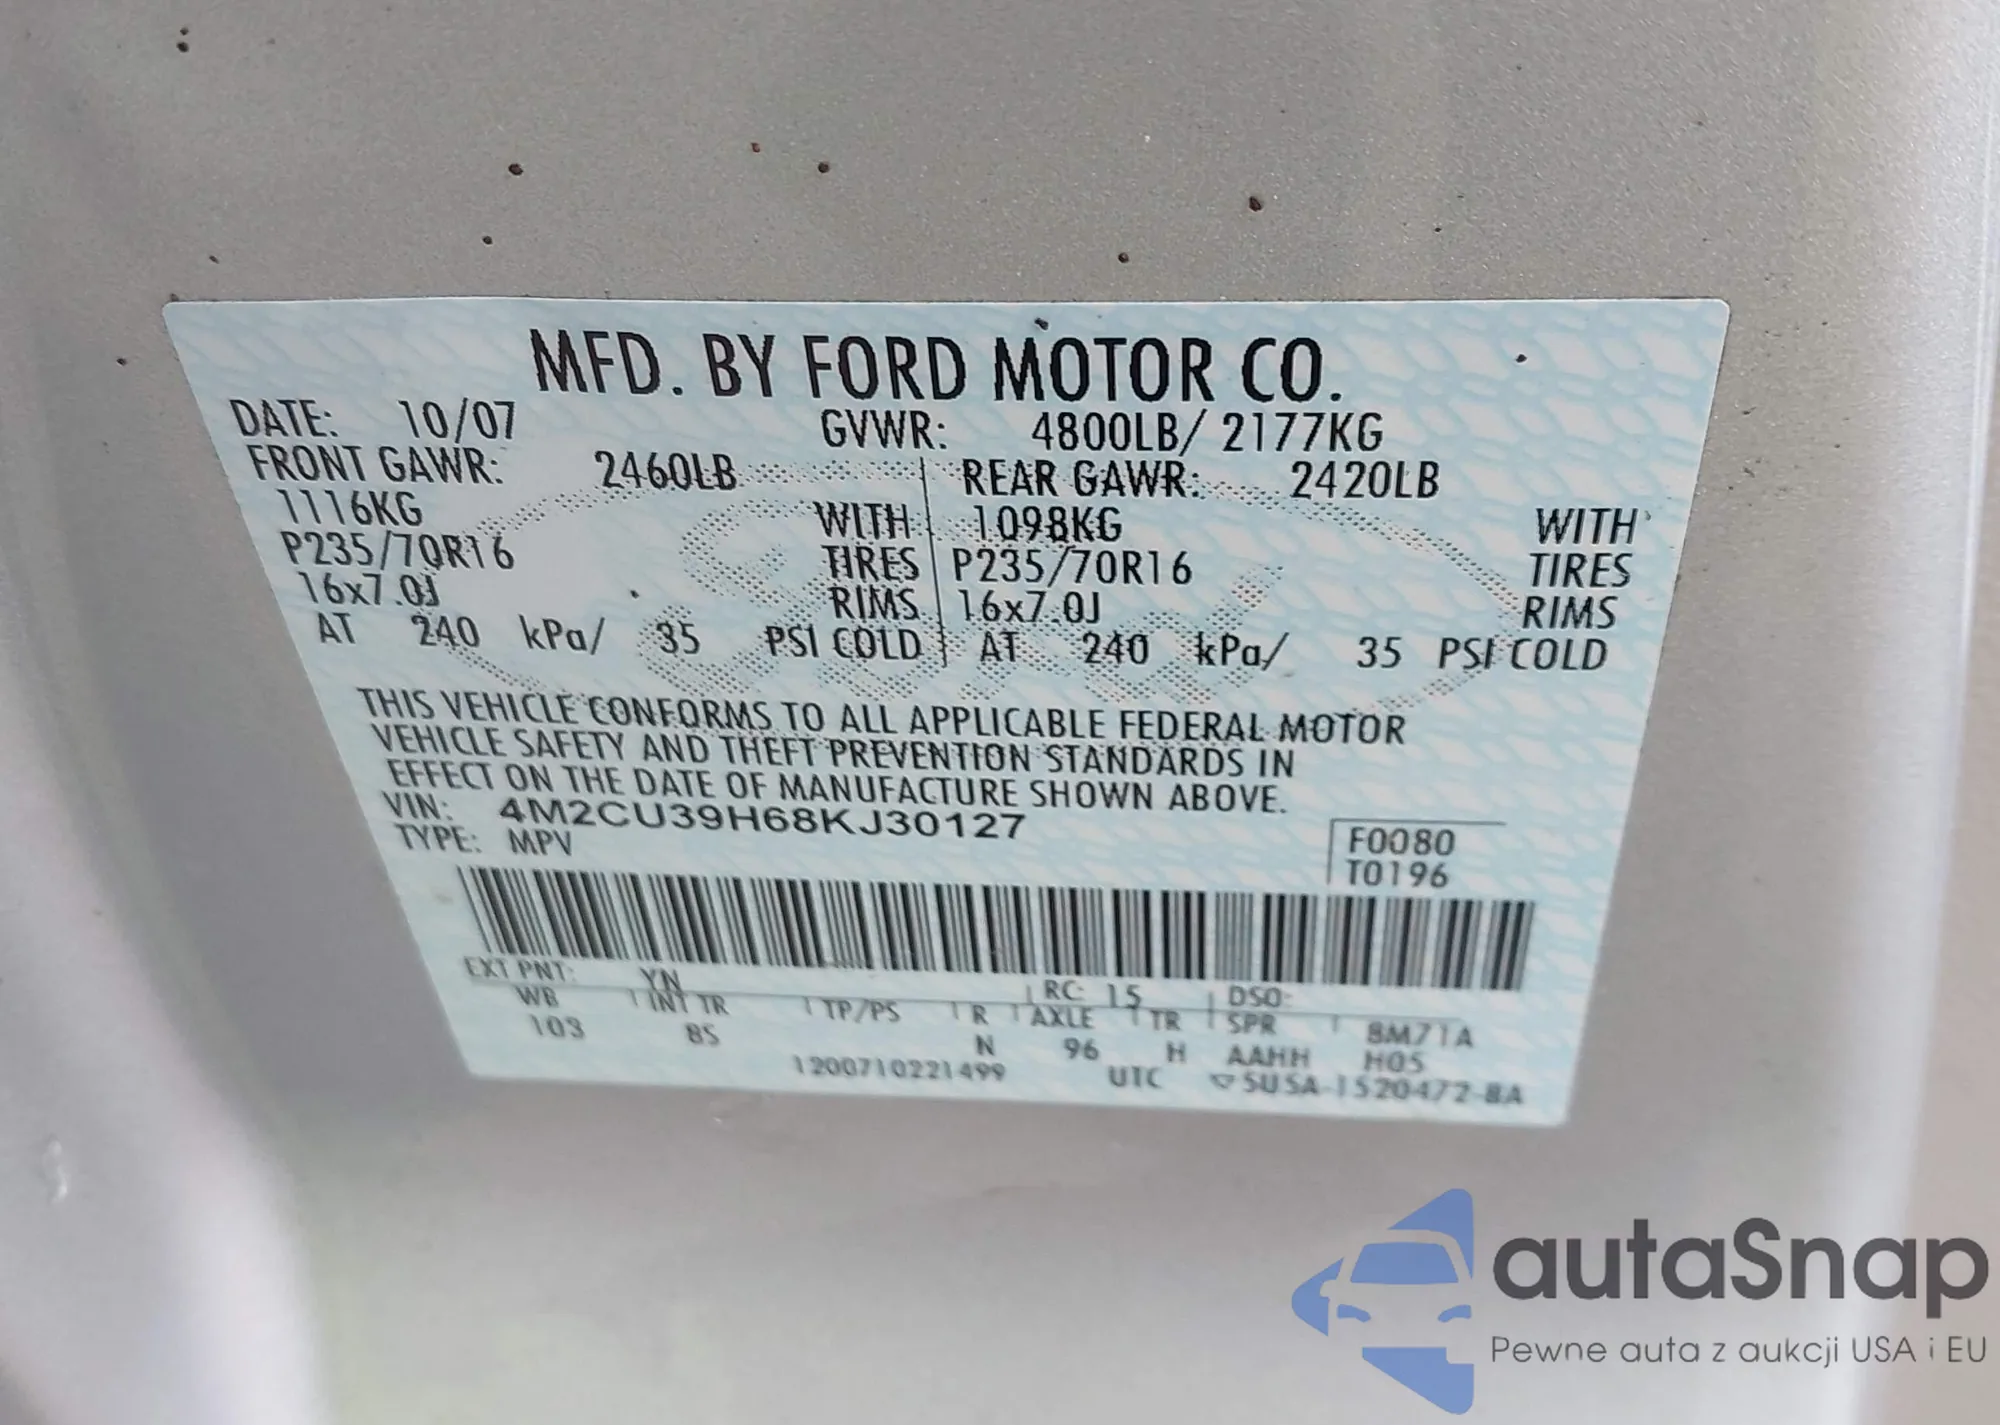 MFD. BY FORD MOTOR CO.
DATE: 10/07 GVWR: 4800LB/ 2177KG
FRONT GAWR: 2460LB REAR GAWR: 2420LB
1116KG WITH 1098KG WITH
P235/70R16 TIRES P235/70R16 TIRES
16x7.0J RIMS 16x7.0J RIMS
AT 240 kPa/ 35 PSI COLD AT 240 kPa/ 35 PSI COLD
THIS VEHICLE CONFORMS TO ALL APPLICABLE FEDERAL MOTOR
VEHICLE SAFETY AND THEFT PREVENTION STANDARDS IN
EFFECT ON THE DATE OF MANUFACTURE SHOWN ABOVE.
VIN: 4M2CU39H68KJ30127
TYPE: MPV
F0080
T0196
EXT PNT: YN RC: 15 DSO:
WB INT TR TP/PS R AXLE TR SPR 8M71A
103 8S N 96 H AAHH H05
1200710221499 UTC 5USA-1520472-BA
autaSnap
Pewne auta z aukcji USA i EU